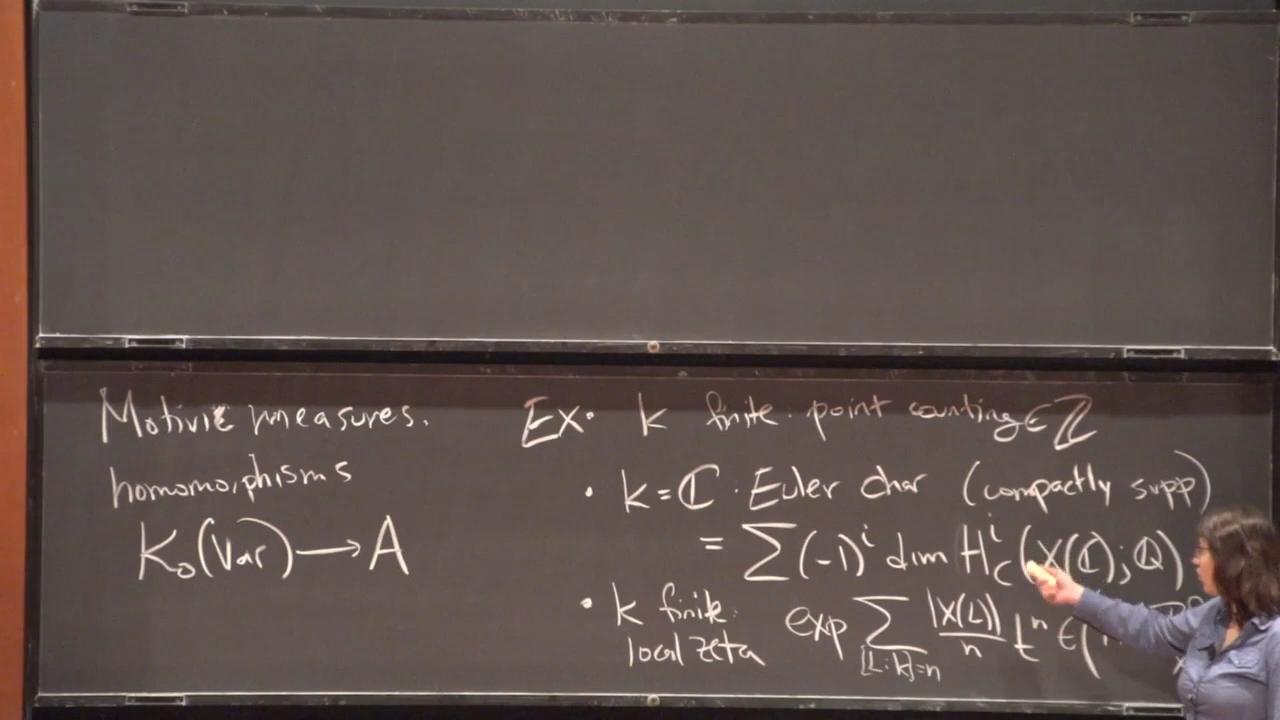 Motivic measures.
homomorphisms
K₀(Var) → A
Ex. k finite: point counting ∈ ℤ
• k = ℂ. Euler char (compactly supp)
= ∑ (-1)ⁱ dim Hᵢc (X(ℂ); ℚ)
• k finite: local zeta exp ∑_{[L:k]=n} |X(L)|/n tⁿ ∈ (